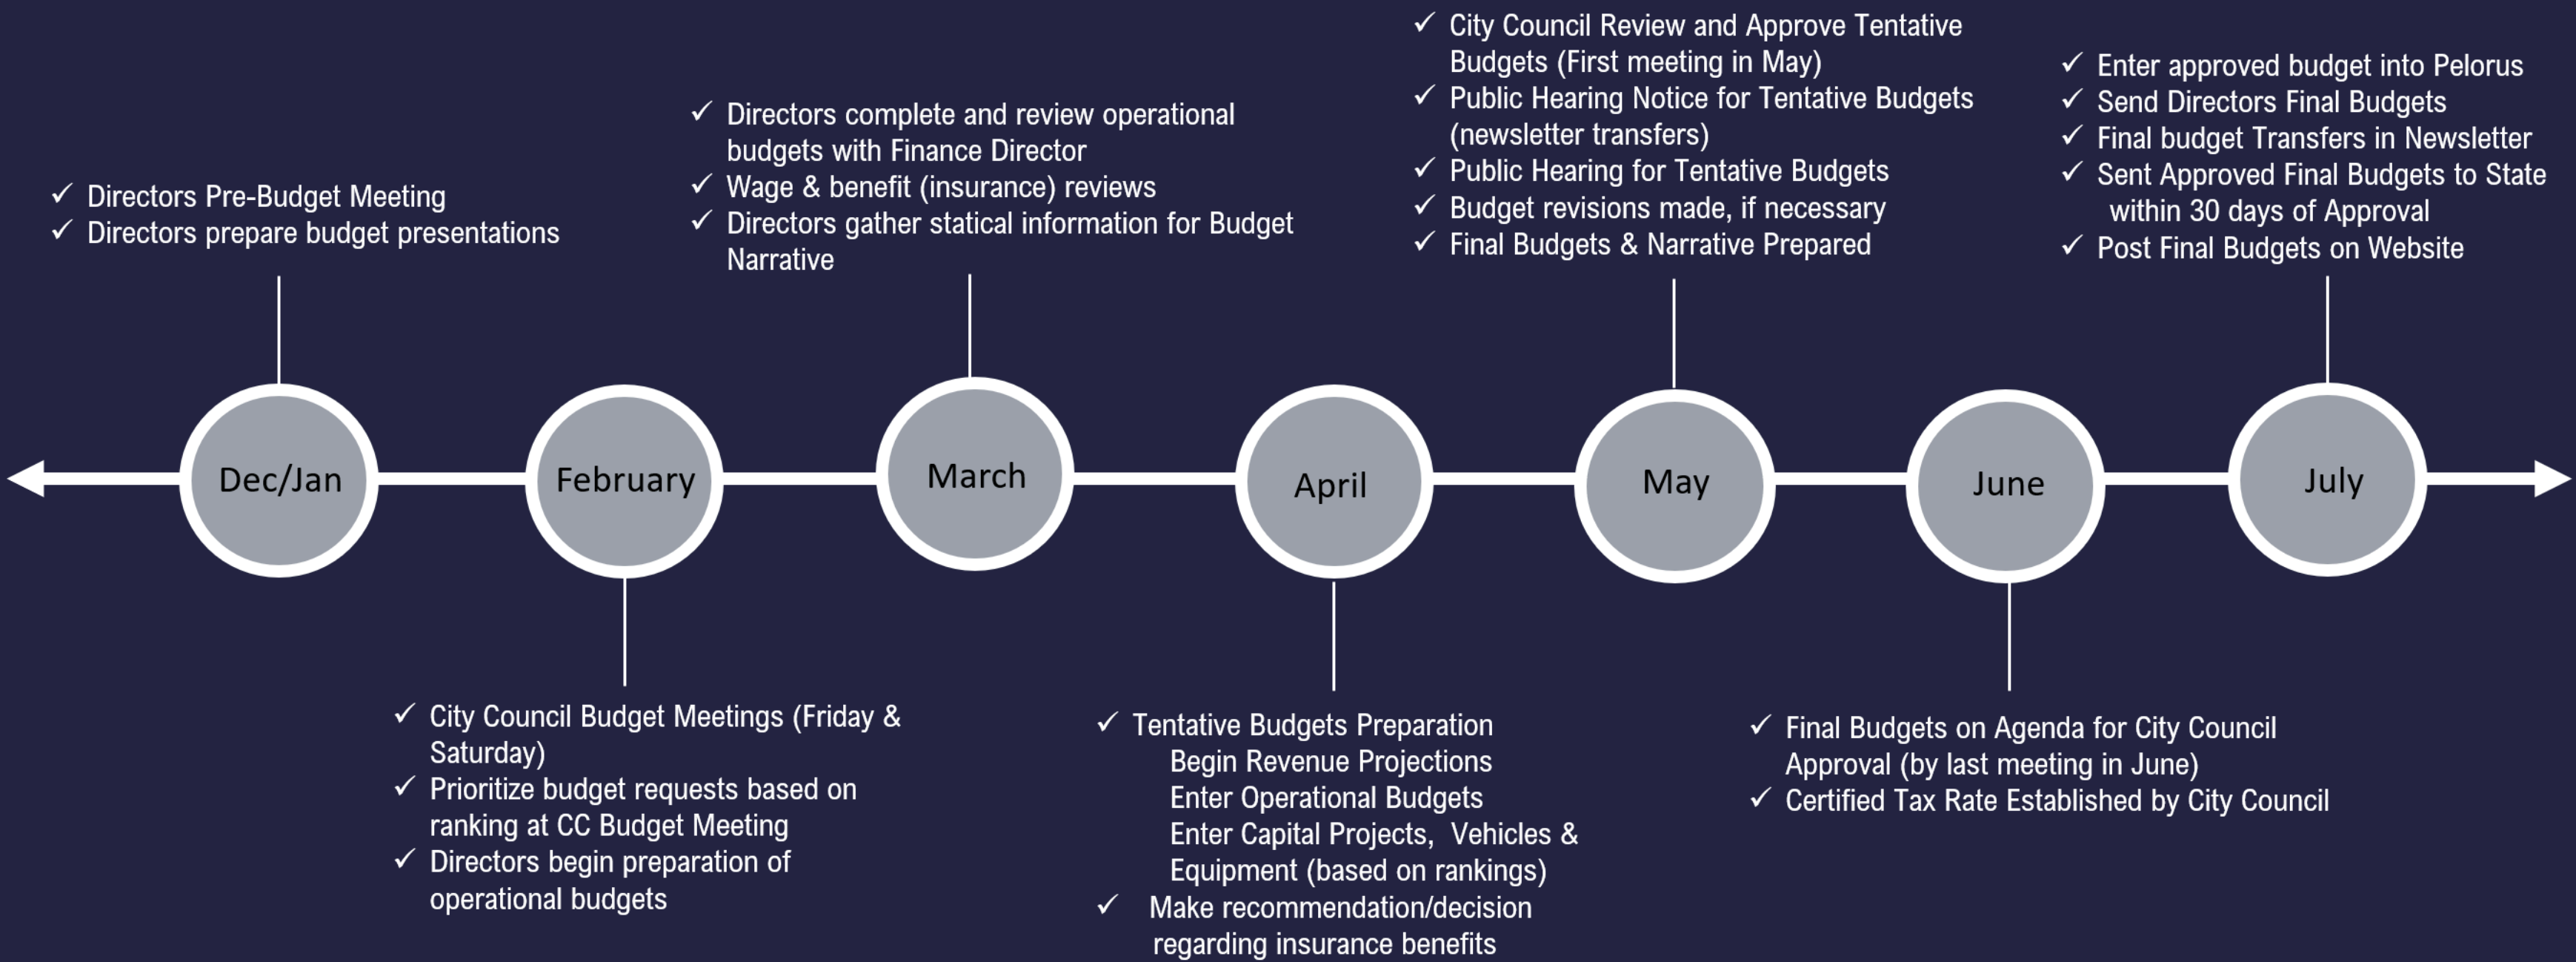 ✓ Directors Pre-Budget Meeting
✓ Directors prepare budget presentations
✓ Directors complete and review operational
budgets with Finance Director
✓ Wage & benefit (insurance) reviews
✓ Directors gather statical information for Budget
Narrative
✓ City Council Review and Approve Tentative
Budgets (First meeting in May)
✓ Public Hearing Notice for Tentative Budgets
(newsletter transfers)
✓ Public Hearing for Tentative Budgets
✓ Budget revisions made, if necessary
✓ Final Budgets & Narrative Prepared
✓ Enter approved budget into Pelorus
✓ Send Directors Final Budgets
✓ Final budget Transfers in Newsletter
✓ Sent Approved Final Budgets to State
within 30 days of Approval
✓ Post Final Budgets on Website
Dec/Jan
February
March
April
May
June
July
✓ City Council Budget Meetings (Friday &
Saturday)
✓ Prioritize budget requests based on
ranking at CC Budget Meeting
✓ Directors begin preparation of
operational budgets
✓ Tentative Budgets Preparation
Begin Revenue Projections
Enter Operational Budgets
Enter Capital Projects, Vehicles &
Equipment (based on rankings)
✓ Make recommendation/decision
regarding insurance benefits
✓ Final Budgets on Agenda for City Council
Approval (by last meeting in June)
✓ Certified Tax Rate Established by City Council